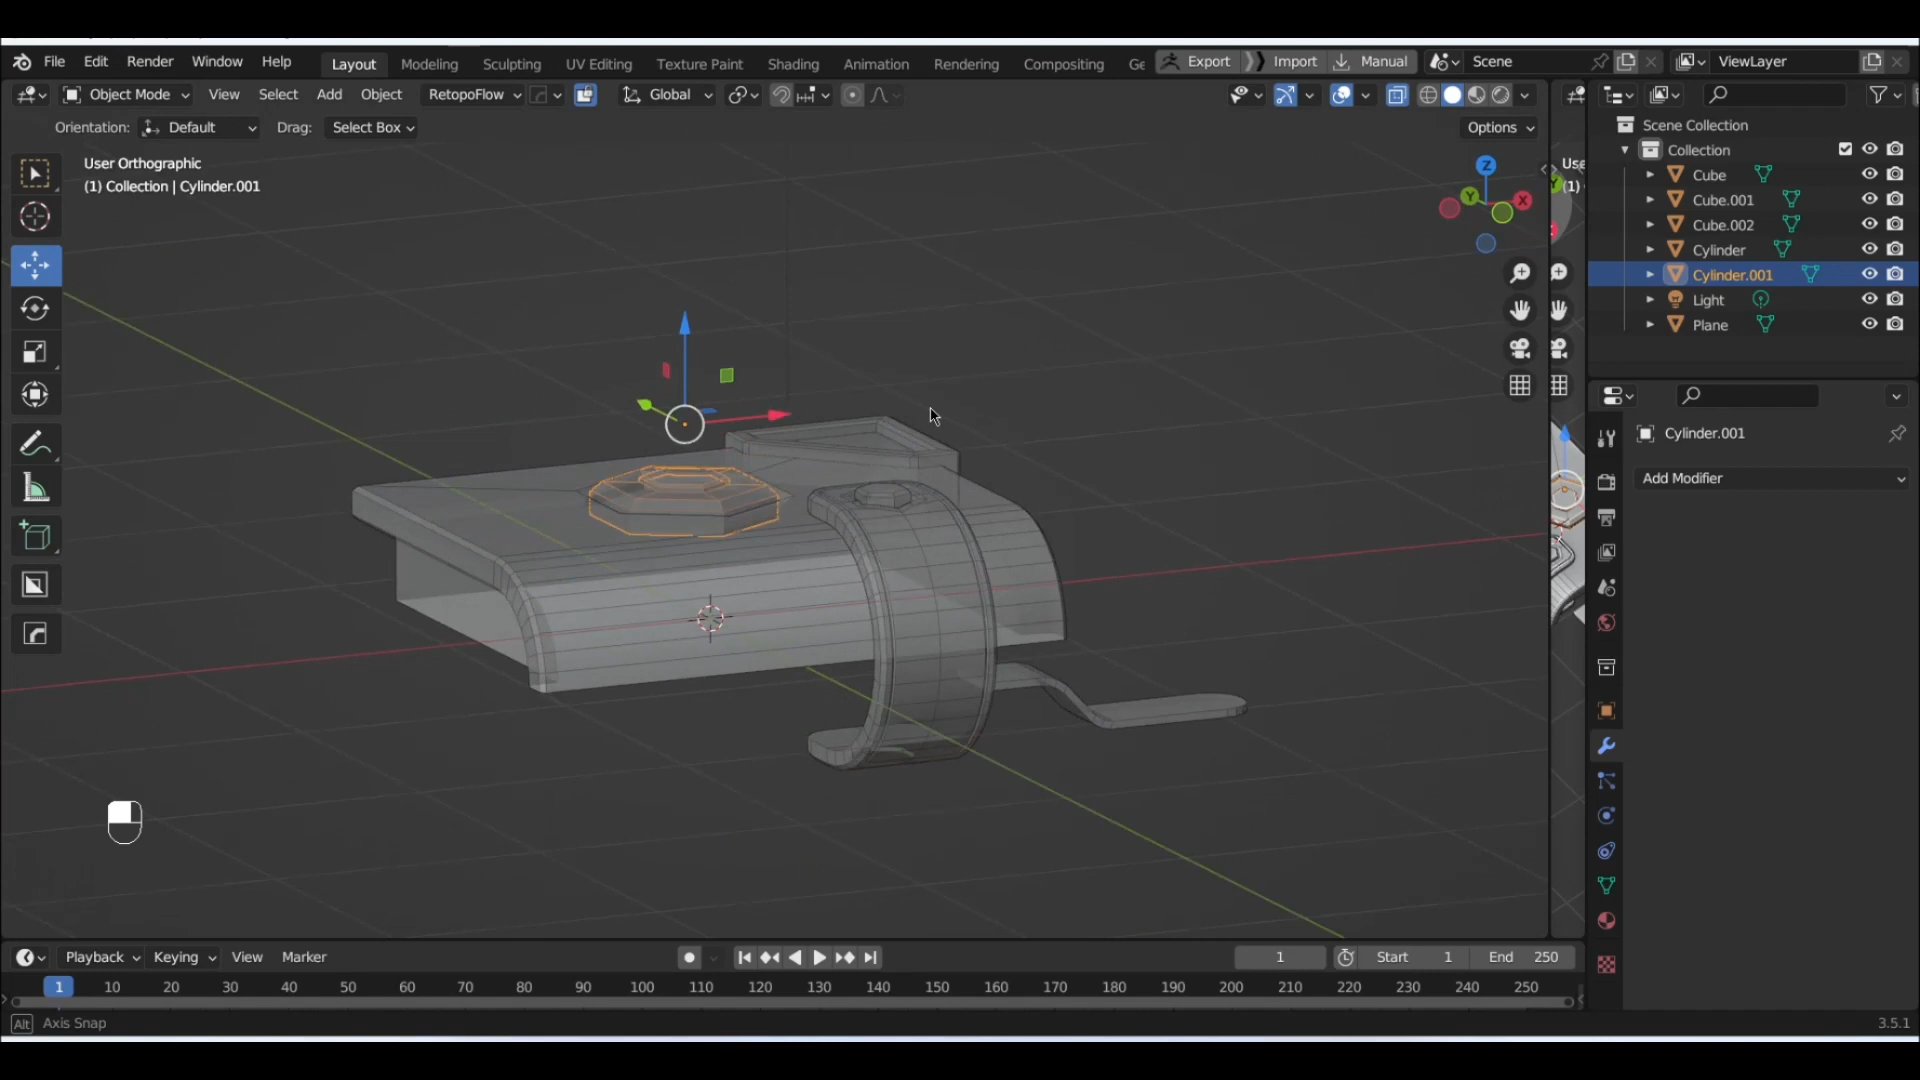 File Edit Render Window Help Layout Modeling Sculpting UV Editing Texture Paint Shading Animation Rendering Compositing Ge Export Import Manual Scene ViewLayer
Object Mode View Select Add Object RetopoFlow Global
Orientation: Default Drag: Select Box Options
User Orthographic
(1) Collection | Cylinder.001
Z
Y
X
Use
(1)
Y
Scene Collection
Collection
Cube
Cube.001
Cube.002
Cylinder
Cylinder.001
Light
Plane
Cylinder.001
Add Modifier
Playback Keying View Marker 1 Start 1 End 250
1 10 20 30 40 50 60 70 80 90 100 110 120 130 140 150 160 170 180 190 200 210 220 230 240 250
Alt Axis Snap 3.5.1